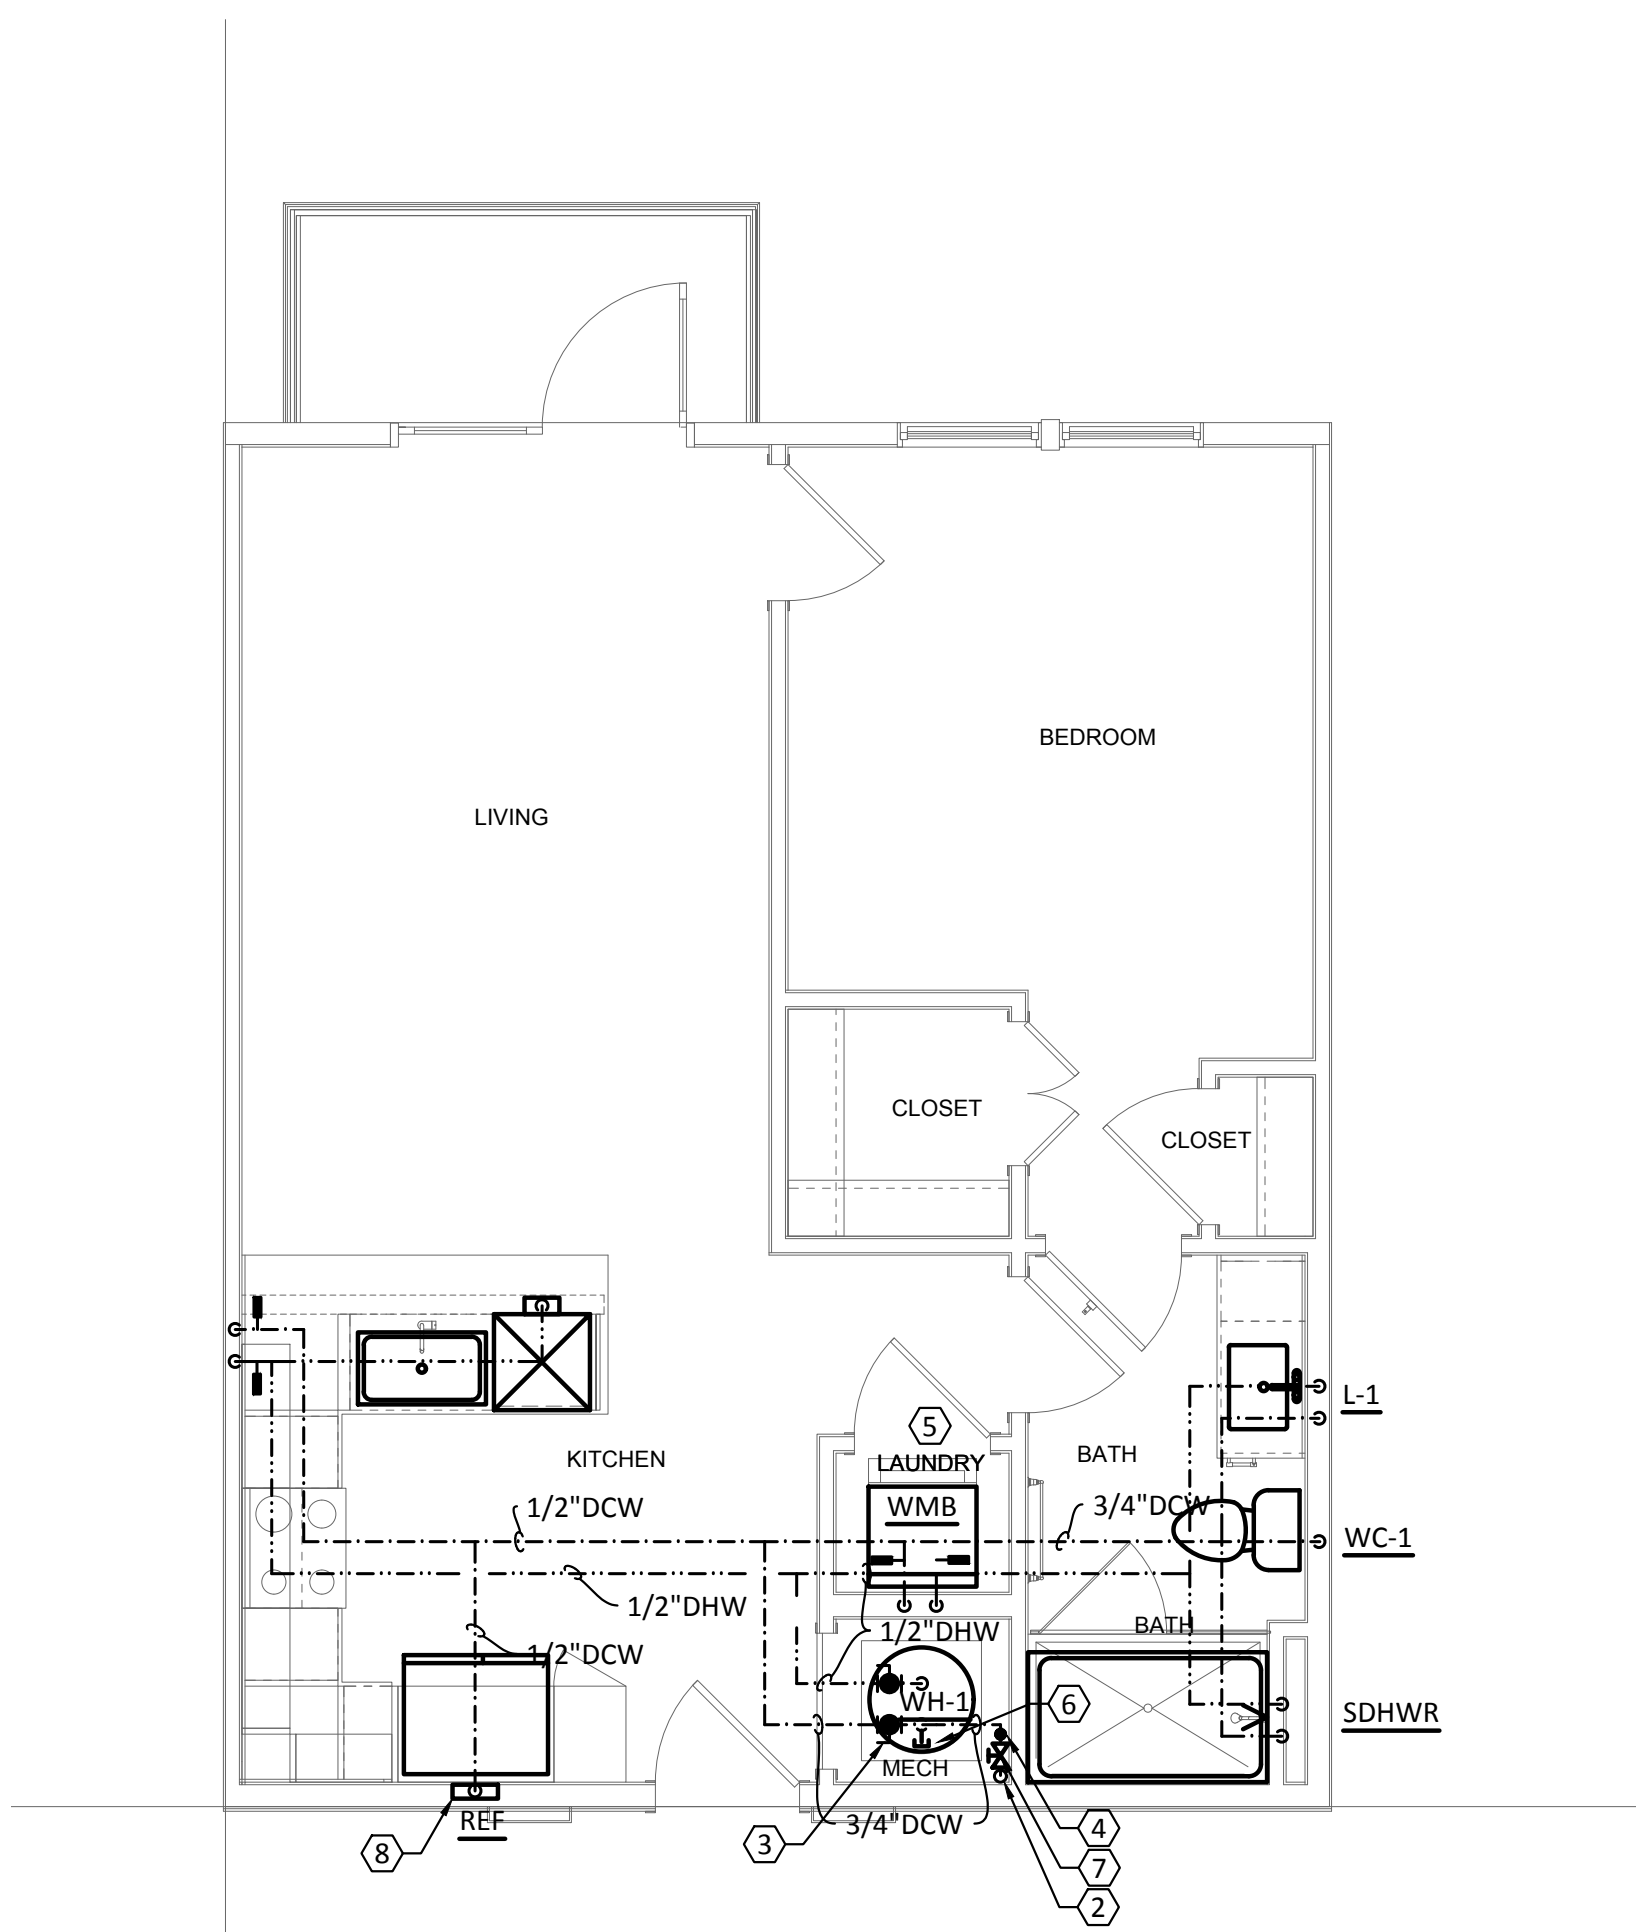 BEDROOM
LIVING
CLOSET
CLOSET
L-1
5
KITCHEN
LAUNDRY
BATH
1/2"DCW
WMB
3/4"DCW
WC-1
1/2"DHW
1/2"DHW
BATH
1/2"DCW
WH-1
6
SDHWR
MECH
REF
3/4"DCW
8
3
4
7
2